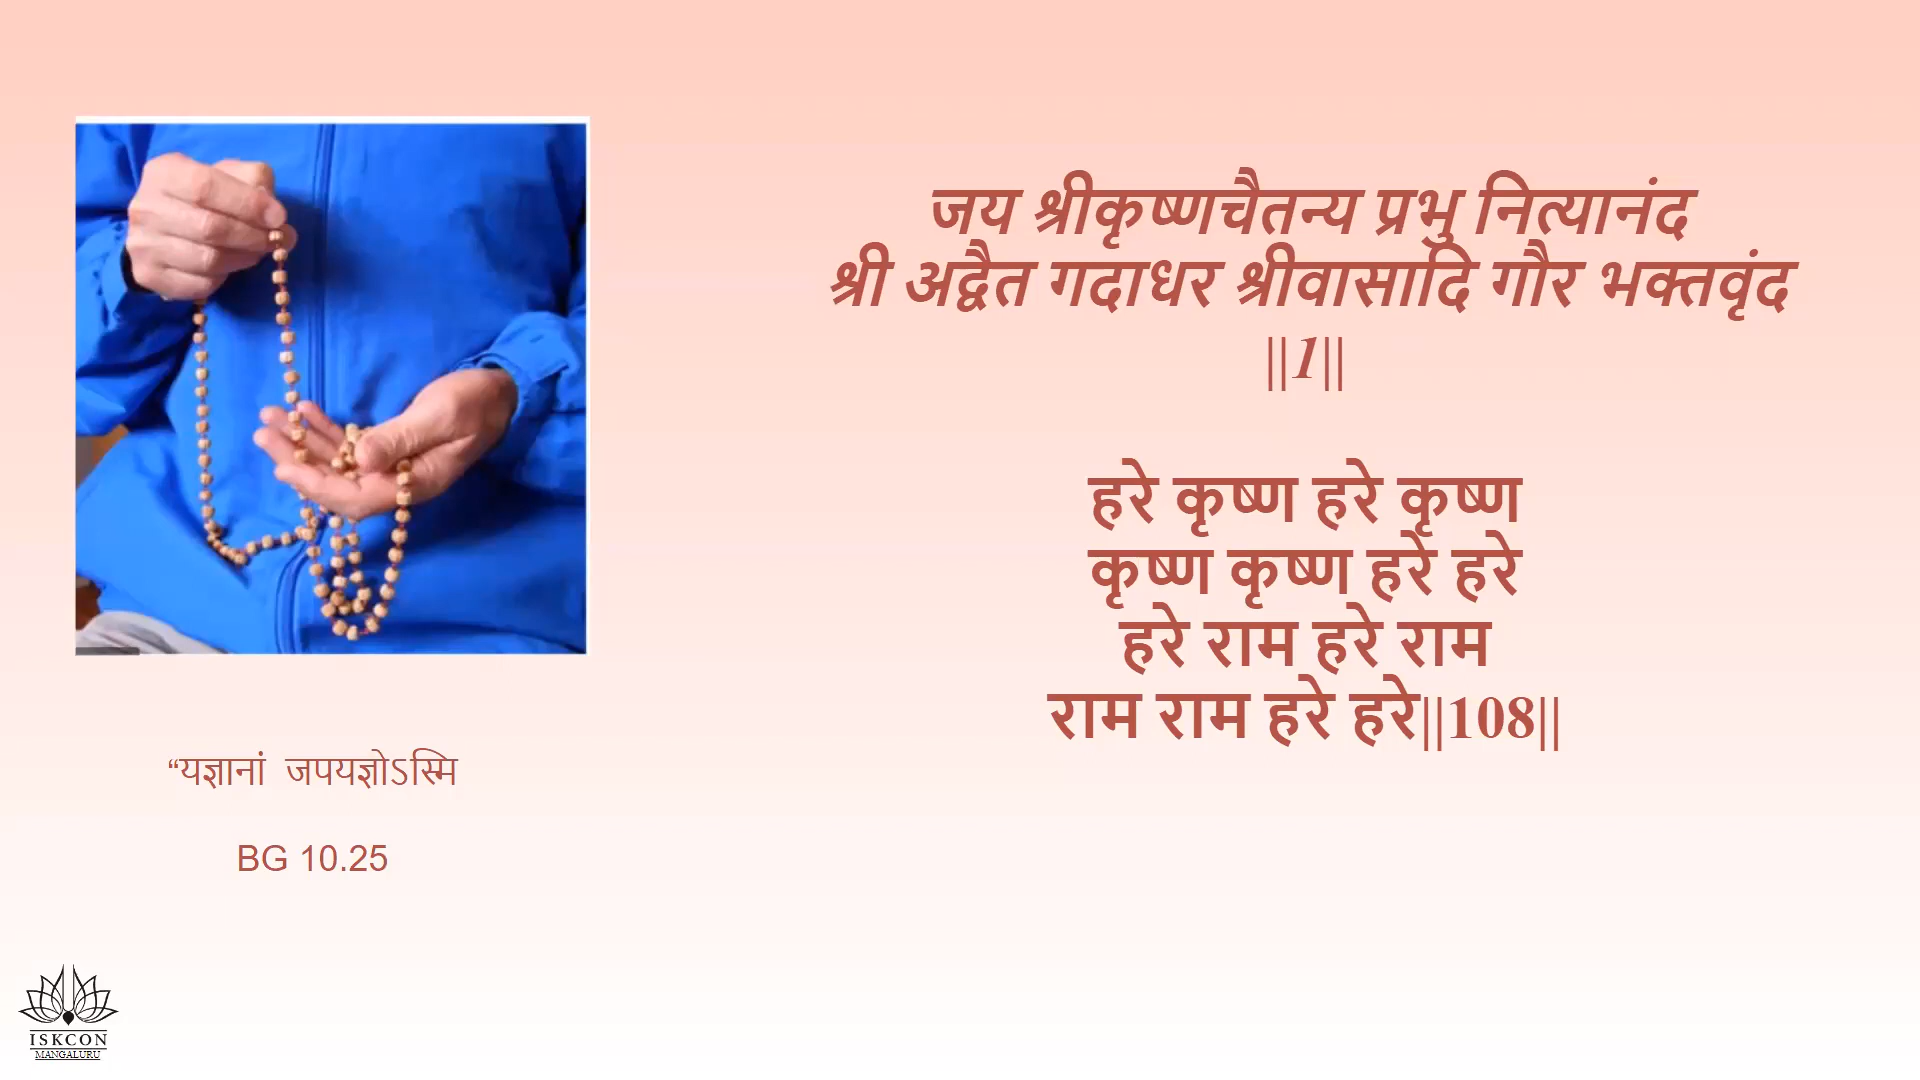 जय श्रीकृष्णचैतन्य प्रभु नित्यानंद
श्री अद्वैत गदाधर श्रीवासादि गौर भक्तवृंद
||1||
हरे कृष्ण हरे कृष्ण
कृष्ण कृष्ण हरे हरे
हरे राम हरे राम
राम राम हरे हरे||108||
“यज्ञानां जपयज्ञोऽस्मि
BG 10.25
ISKCON
MANGALURU